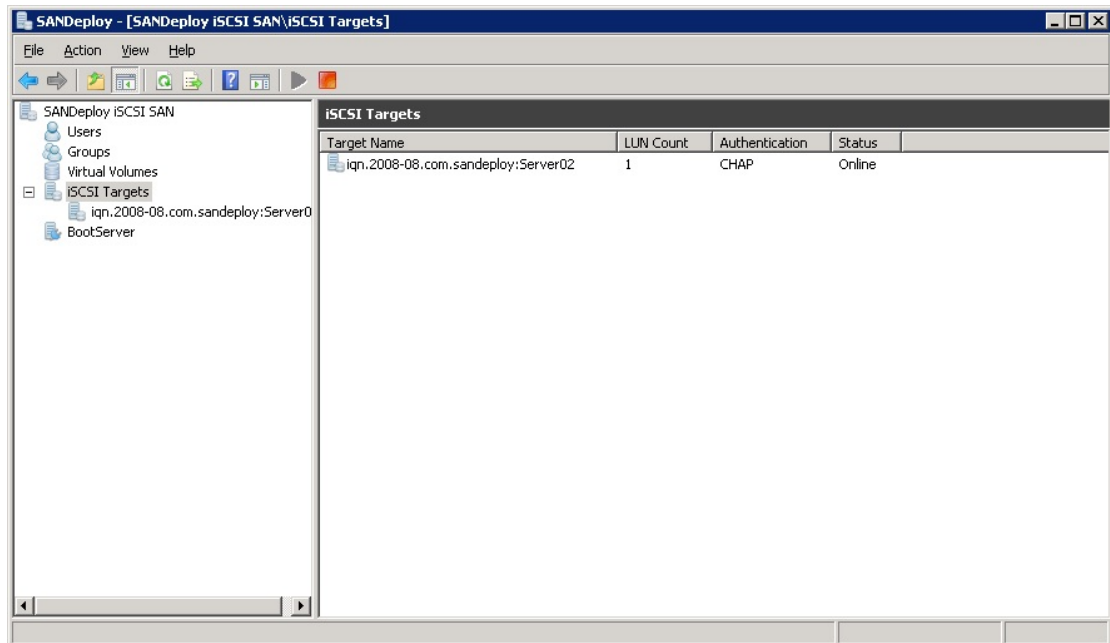 SANDeploy - [SANDeploy iSCSI SAN\iSCSI Targets]
File Action View Help
SANDeploy iSCSI SAN
Users
Groups
Virtual Volumes
iSCSI Targets
iqn.2008-08.com.sandeploy:Server0
BootServer
iSCSI Targets
Target Name LUN Count Authentication Status
iqn.2008-08.com.sandeploy:Server02 1 CHAP Online